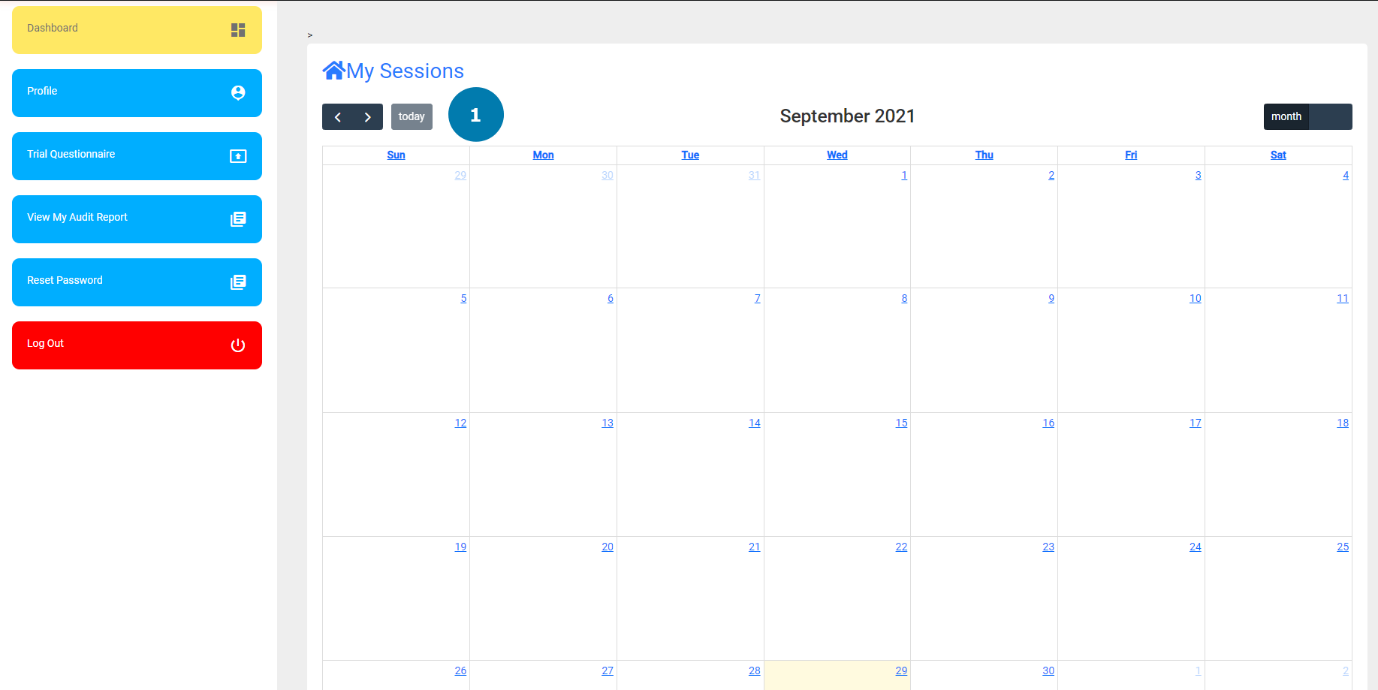 Dashboard
Profile
Trial Questionnaire
View My Audit Report
Reset Password
Log Out
>
My Sessions
today
1
September 2021
month
Sun Mon Tue Wed Thu Fri Sat
29 30 31 1 2 3 4
5 6 7 8 9 10 11
12 13 14 15 16 17 18
19 20 21 22 23 24 25
26 27 28 29 30 1 2